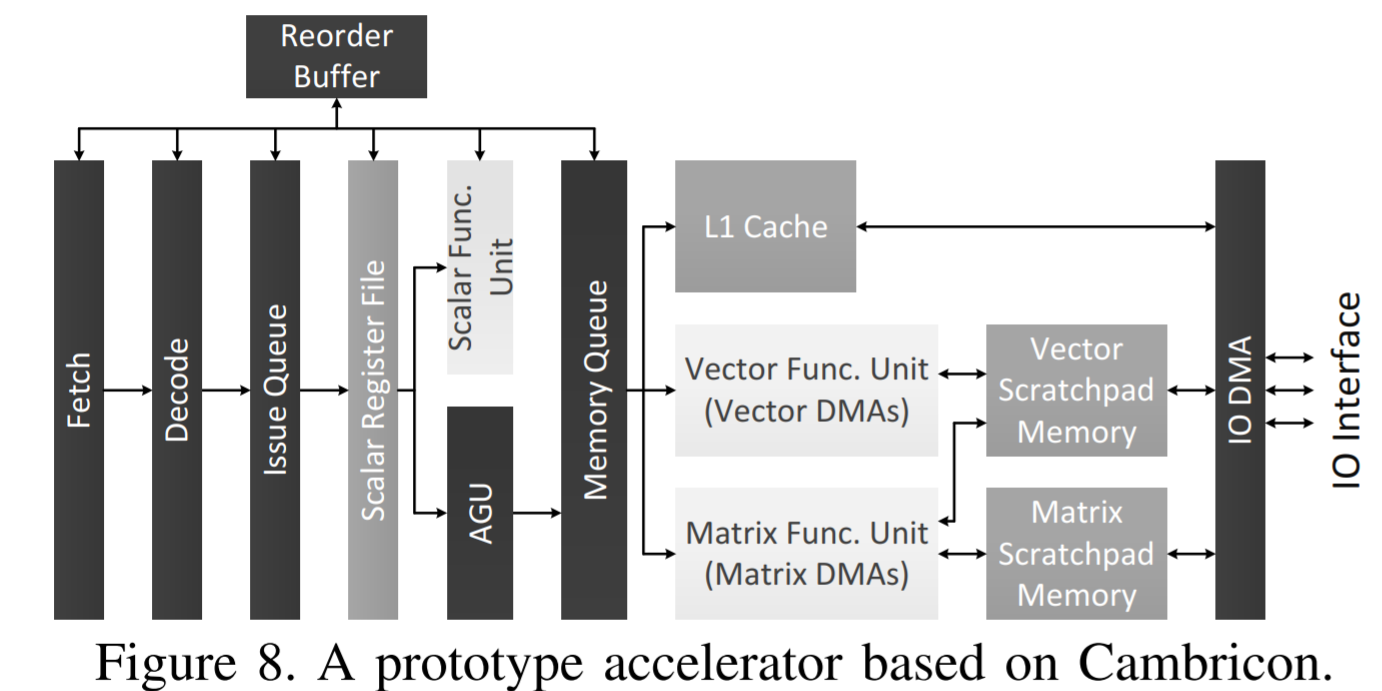 Reorder
Buffer
Fetch
Decode
Issue Queue
Scalar Register File
Scalar Func.
Unit
AGU
Memory Queue
L1 Cache
Vector Func. Unit
(Vector DMAs)
Matrix Func. Unit
(Matrix DMAs)
Vector
Scratchpad
Memory
Matrix
Scratchpad
Memory
IO DMA
IO Interface
Figure 8. A prototype accelerator based on Cambricon.